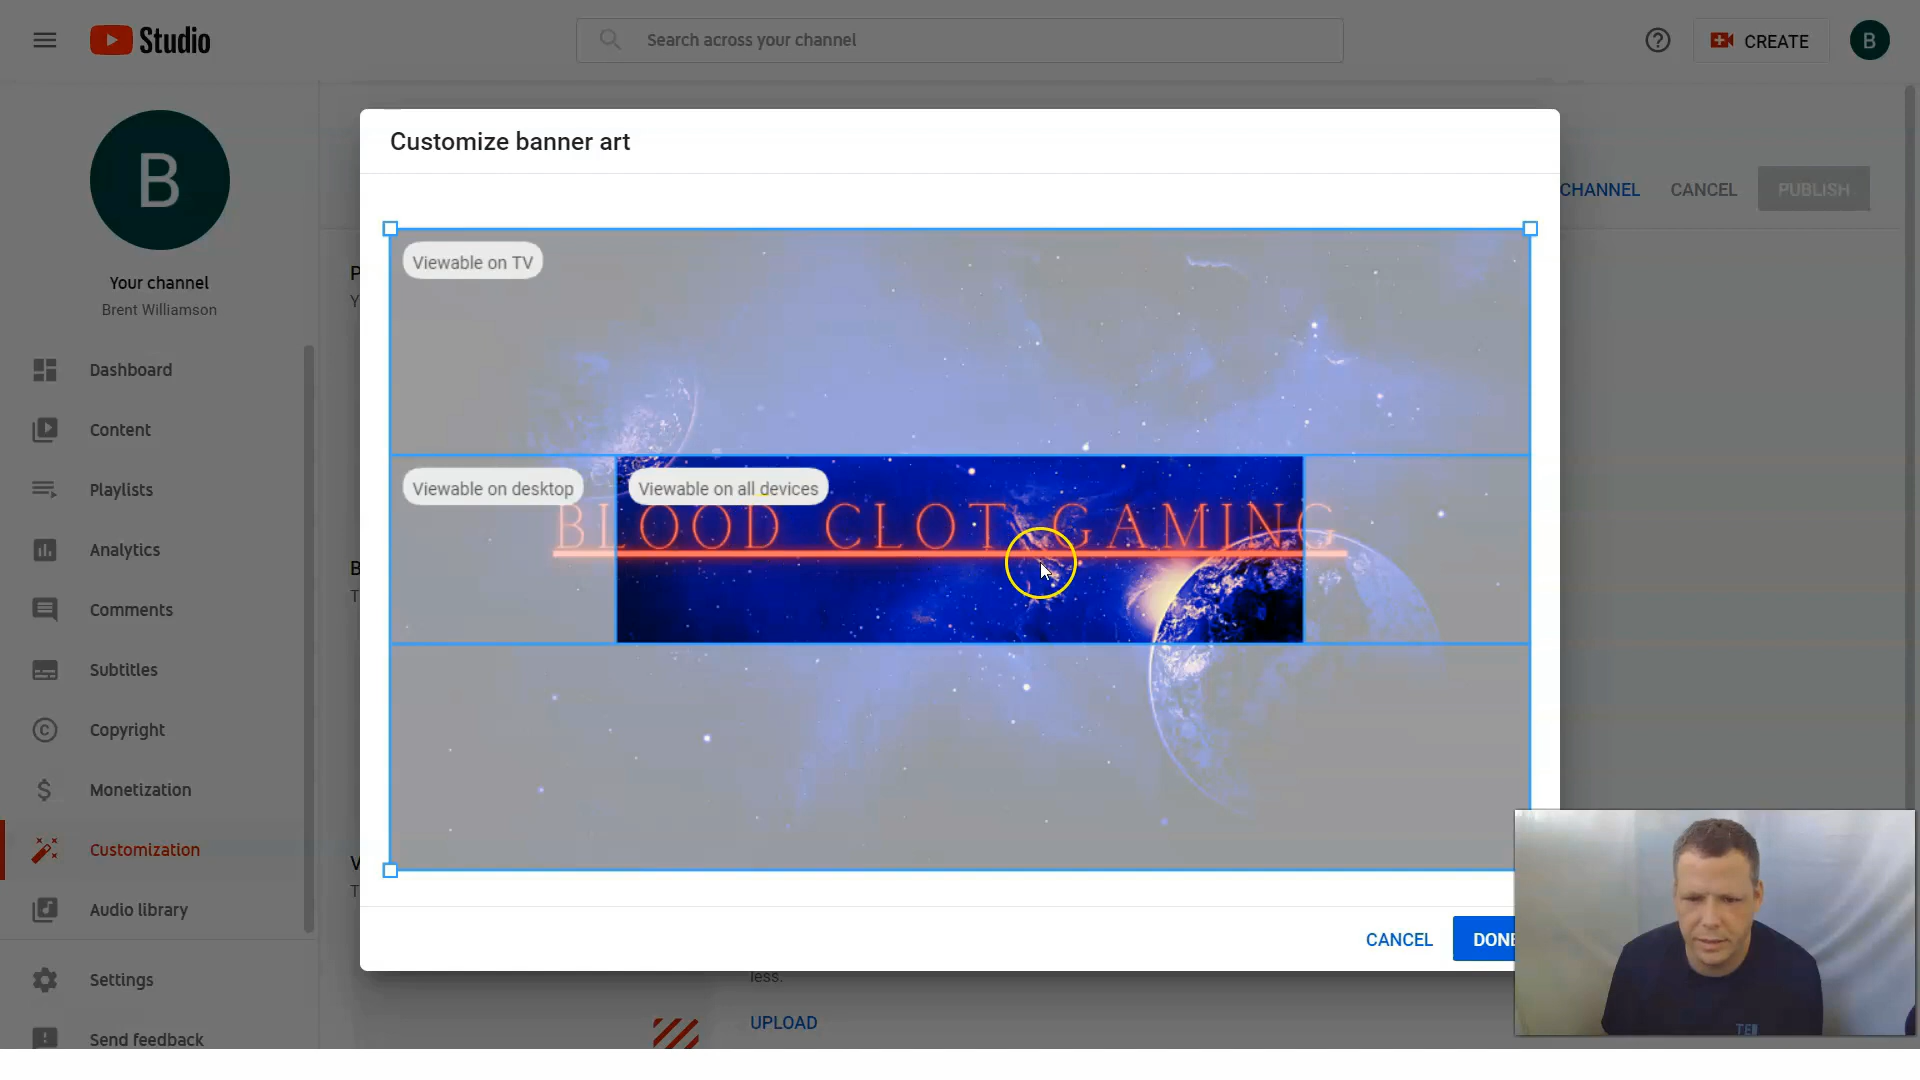 Studio
Search across your channel
CREATE
B
B
Your channel
Brent Williamson
Dashboard
Content
Playlists
Analytics
Comments
Subtitles
Copyright
Monetization
Customization
Audio library
Settings
Send feedback
CHANNEL
CANCEL
PUBLISH
Customize banner art
Viewable on TV
Viewable on desktop
Viewable on all devices
BLOOD CLOT GAMING
CANCEL
DONE
less.
UPLOAD